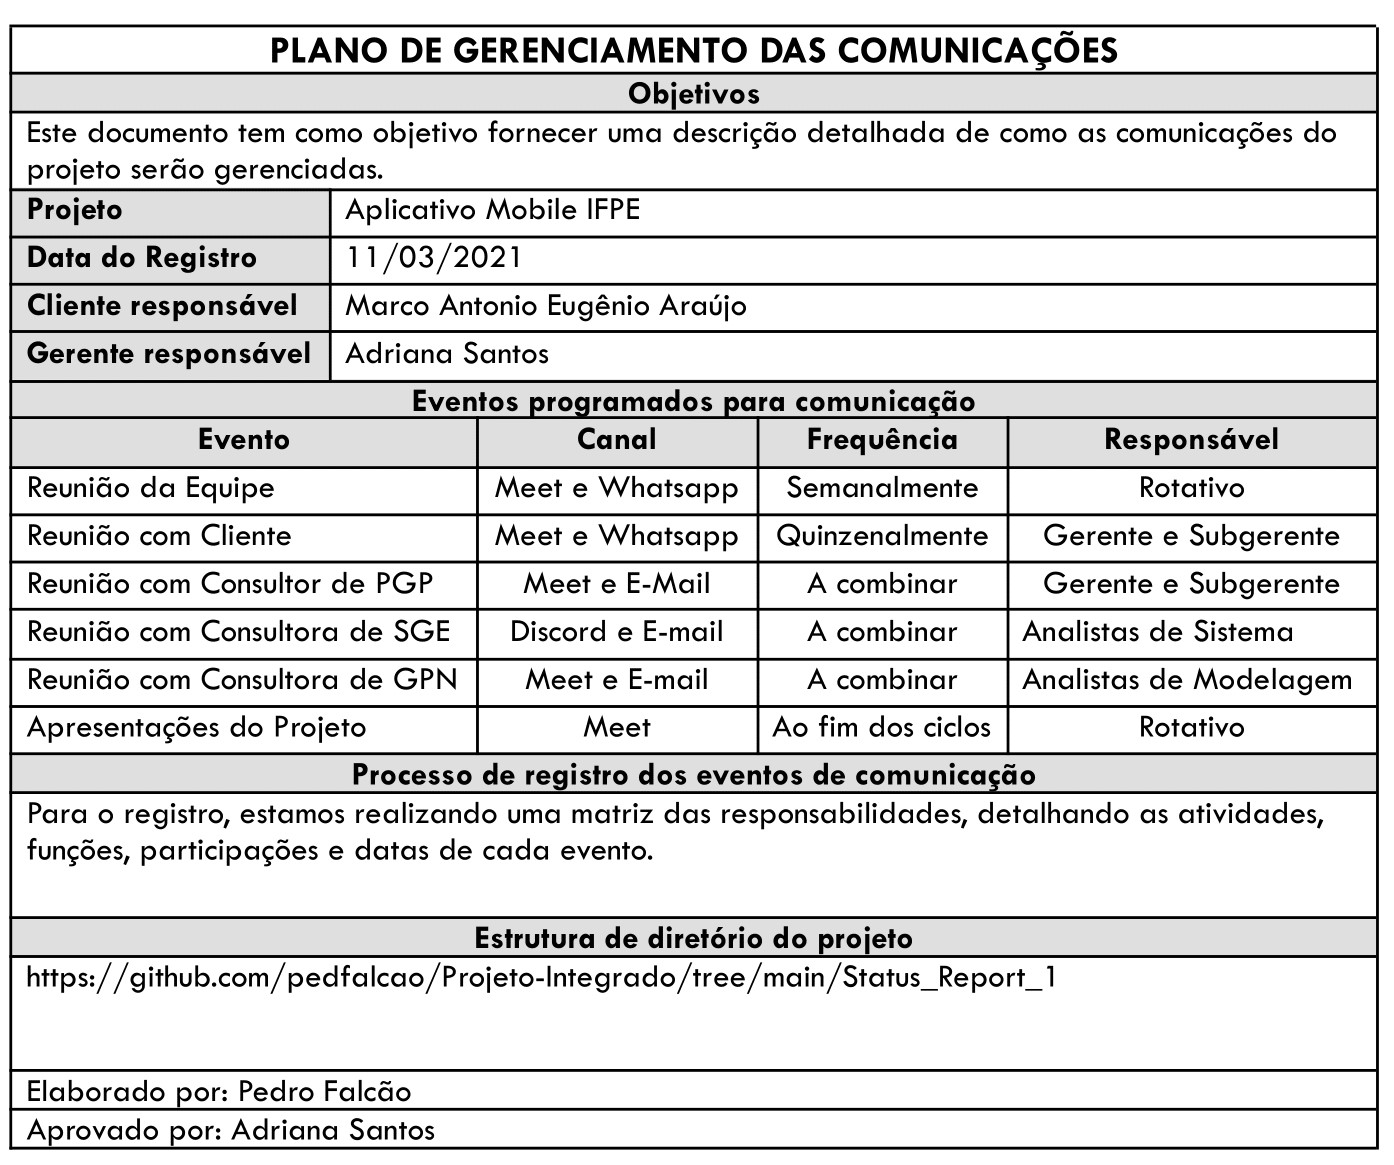 PLANO DE GERENCIAMENTO DAS COMUNICAÇÕES
Objetivos
Este documento tem como objetivo fornecer uma descrição detalhada de como as comunicações do
projeto serão gerenciadas.
Projeto Aplicativo Mobile IFPE
Data do Registro 11/03/2021
Cliente responsável Marco Antonio Eugênio Araújo
Gerente responsável Adriana Santos
Eventos programados para comunicação
Evento Canal Frequência Responsável
Reunião da Equipe Meet e Whatsapp Semanalmente Rotativo
Reunião com Cliente Meet e Whatsapp Quinzenalmente Gerente e Subgerente
Reunião com Consultor de PGP Meet e E-Mail A combinar Gerente e Subgerente
Reunião com Consultora de SGE Discord e E-mail A combinar Analistas de Sistema
Reunião com Consultora de GPN Meet e E-mail A combinar Analistas de Modelagem
Apresentações do Projeto Meet Ao fim dos ciclos Rotativo
Processo de registro dos eventos de comunicação
Para o registro, estamos realizando uma matriz das responsabilidades, detalhando as atividades,
funções, participações e datas de cada evento.
Estrutura de diretório do projeto
https://github.com/pedfalcao/Projeto-Integrado/tree/main/Status_Report_1
Elaborado por: Pedro Falcão
Aprovado por: Adriana Santos